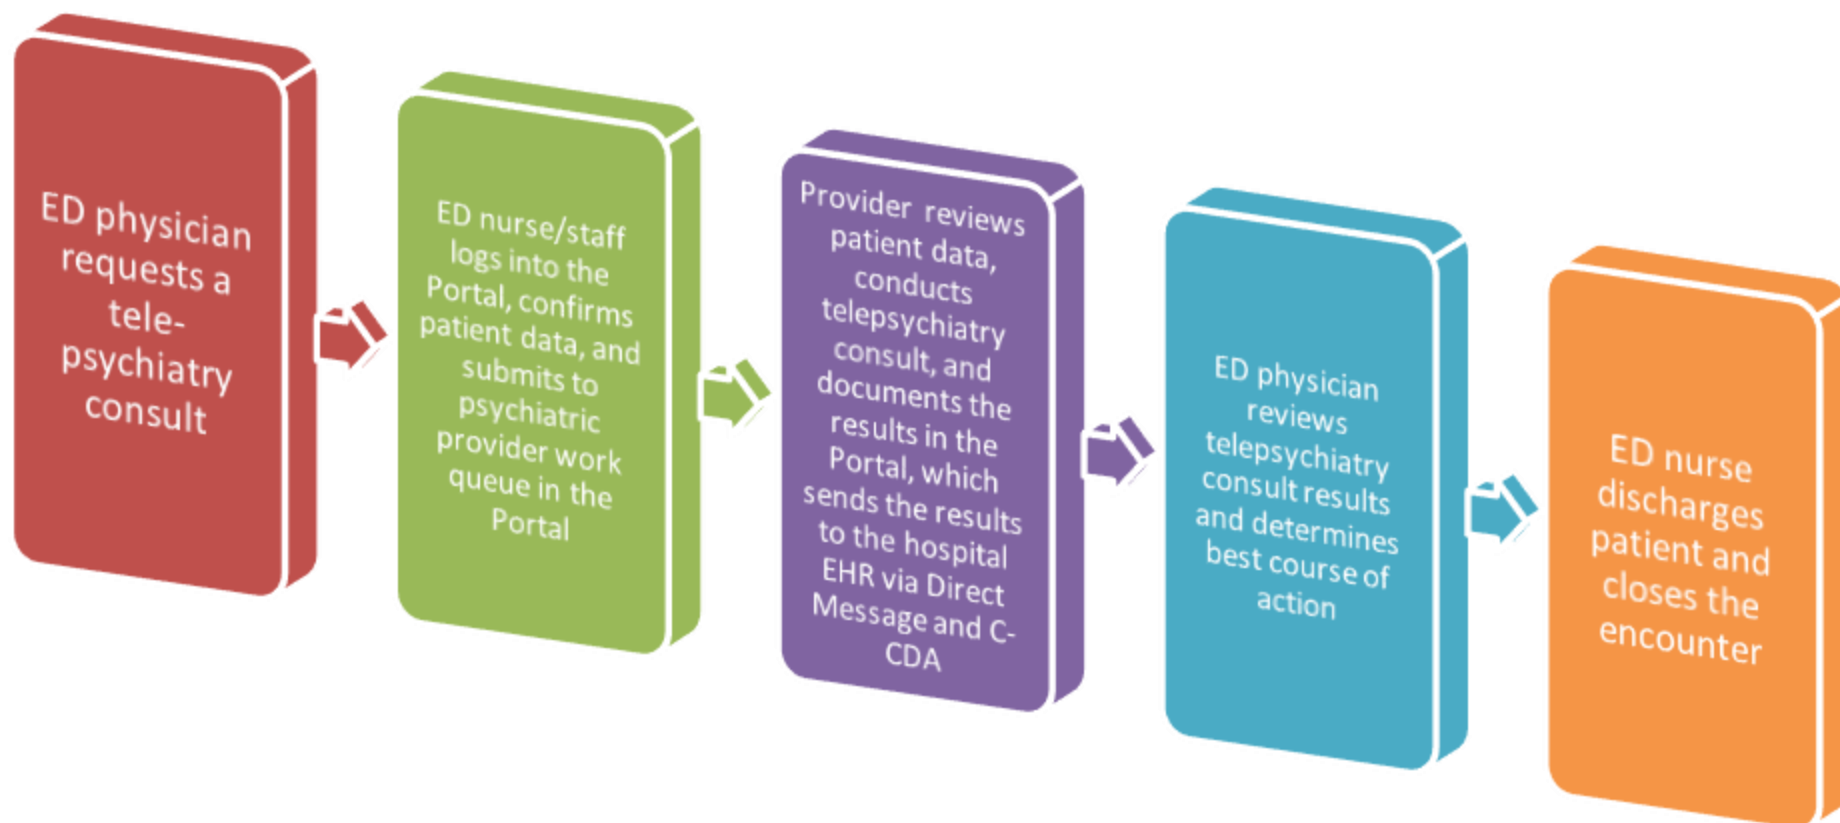 ED physician
requests a
tele-
psychiatry
consult
ED nurse/staff
logs into the
Portal, confirms
patient data, and
submits to
psychiatric
provider work
queue in the
Portal
Provider reviews
patient data,
conducts
telepsychiatry
consult, and
documents the
results in the
Portal, which
sends the results
to the hospital
EHR via Direct
Message and C-
CDA
ED physician
reviews
telepsychiatry
consult results
and determines
best course of
action
ED nurse
discharges
patient and
closes the
encounter